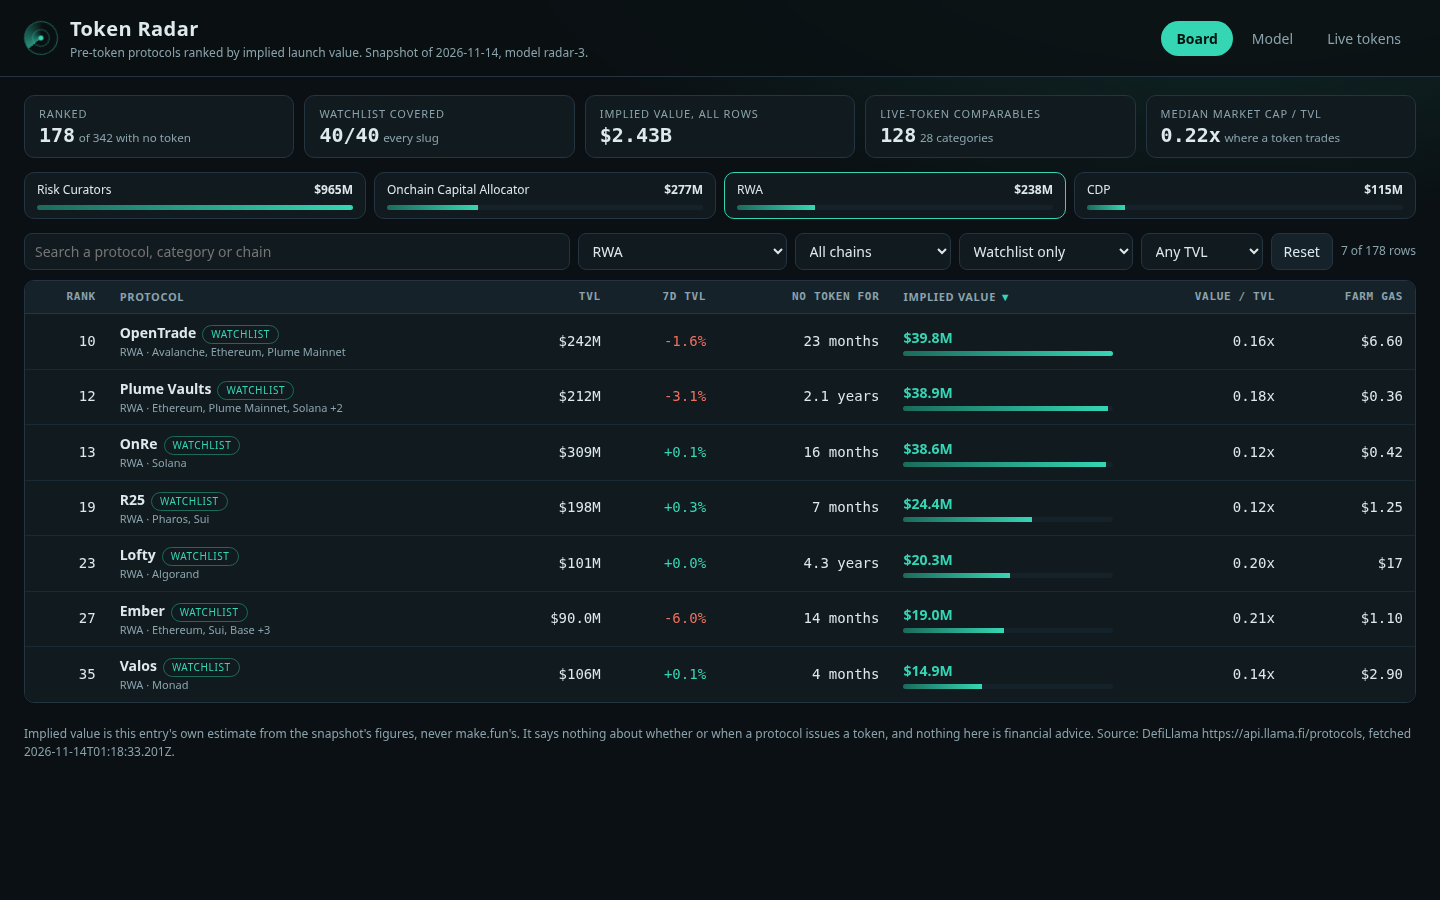 Token Radar
Pre-token protocols ranked by implied launch value. Snapshot of 2026-11-14, model radar-3.
Board Model Live tokens
RANKED
178 of 342 with no token
WATCHLIST COVERED
40/40 every slug
IMPLIED VALUE, ALL ROWS
$2.43B
LIVE-TOKEN COMPARABLES
128 28 categories
MEDIAN MARKET CAP / TVL
0.22x where a token trades
Risk Curators $965M
Onchain Capital Allocator $277M
RWA $238M
CDP $115M
Search a protocol, category or chain RWA All chains Watchlist only Any TVL Reset 7 of 178 rows
RANK PROTOCOL TVL 7D TVL NO TOKEN FOR IMPLIED VALUE ▼ VALUE / TVL FARM GAS
10 OpenTrade WATCHLIST $242M -1.6% 23 months $39.8M 0.16x $6.60
RWA · Avalanche, Ethereum, Plume Mainnet
12 Plume Vaults WATCHLIST $212M -3.1% 2.1 years $38.9M 0.18x $0.36
RWA · Ethereum, Plume Mainnet, Solana +2
13 OnRe WATCHLIST $309M +0.1% 16 months $38.6M 0.12x $0.42
RWA · Solana
19 R25 WATCHLIST $198M +0.3% 7 months $24.4M 0.12x $1.25
RWA · Pharos, Sui
23 Lofty WATCHLIST $101M +0.0% 4.3 years $20.3M 0.20x $17
RWA · Algorand
27 Ember WATCHLIST $90.0M -6.0% 14 months $19.0M 0.21x $1.10
RWA · Ethereum, Sui, Base +3
35 Valos WATCHLIST $106M +0.1% 4 months $14.9M 0.14x $2.90
RWA · Monad
Implied value is this entry's own estimate from the snapshot's figures, never make.fun's. It says nothing about whether or when a protocol issues a token, and nothing here is financial advice. Source: DefiLlama https://api.llama.fi/protocols, fetched
2026-11-14T01:18:33.201Z.